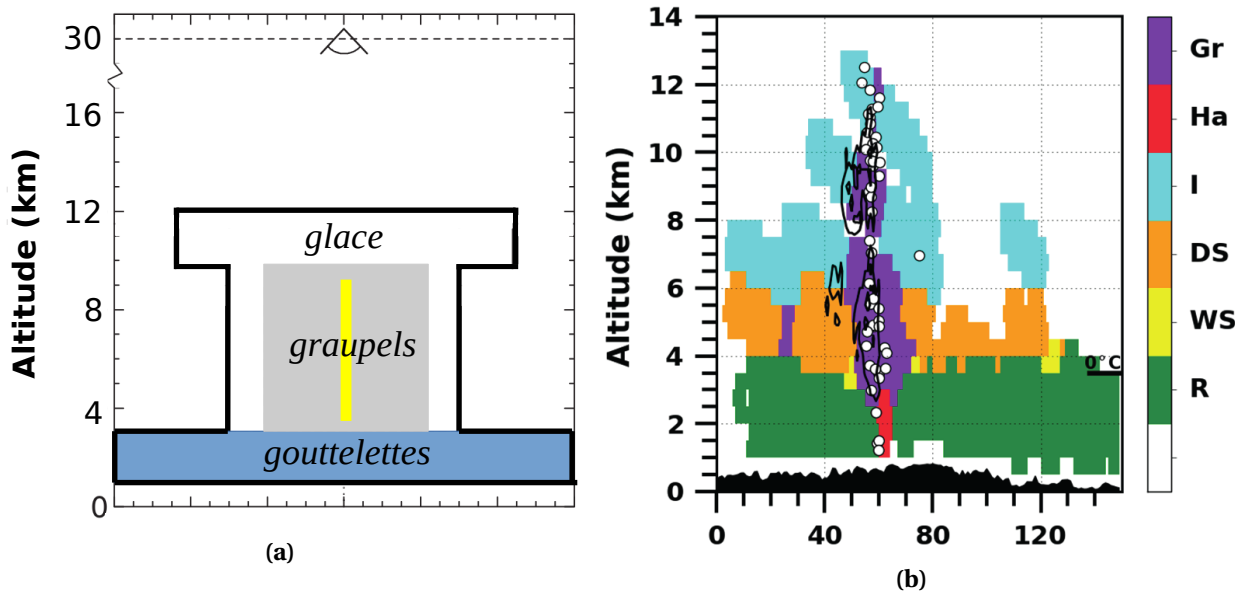 30
16
12
8
4
0
Altitude (km)
glace
graupels
gouttelettes
(a)
14
12
10
8
6
4
2
0
Altitude (km)
0
40
80
120
0°C
Gr
Ha
I
DS
WS
R
(b)